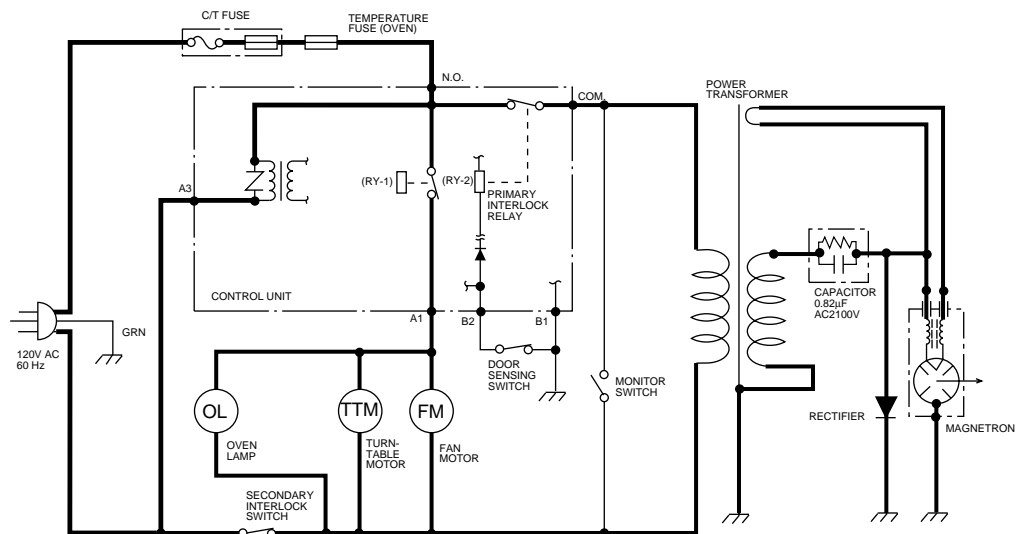 C/T FUSE
TEMPERATURE
FUSE (OVEN)
N.O.
COM.
POWER
TRANSFORMER
A3
(RY-1)
(RY-2)
PRIMARY
INTERLOCK
RELAY
CONTROL UNIT
A1
B2
B1
GRN
120V AC
60 Hz
DOOR
SENSING
SWITCH
MONITOR
SWITCH
CAPACITOR
0.82µF
AC2100V
OL
TTM
FM
OVEN
LAMP
TURN-
TABLE
MOTOR
FAN
MOTOR
RECTIFIER
MAGNETRON
SECONDARY
INTERLOCK
SWITCH